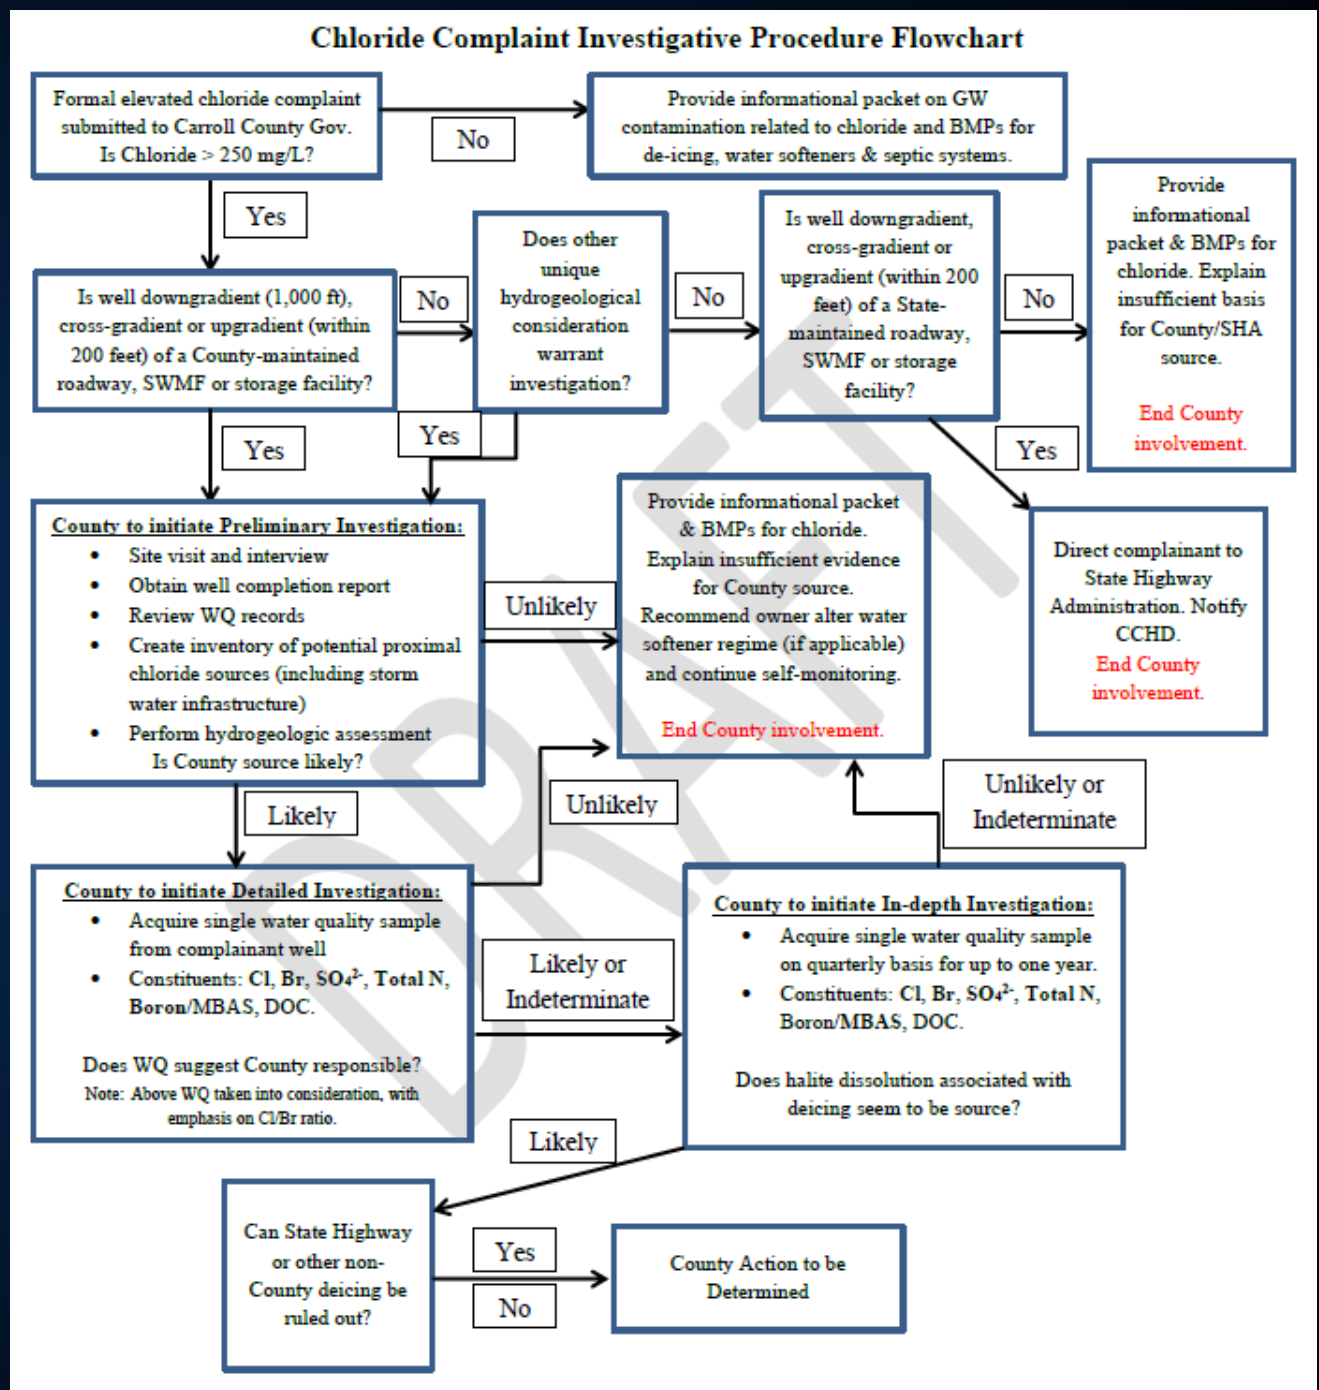 Chloride Complaint Investigative Procedure Flowchart
Formal elevated chloride complaint
submitted to Carroll County Gov.
Is Chloride > 250 mg/L?
No
Provide informational packet on GW
contamination related to chloride and BMPs for
de-icing, water softeners & septic systems.
Yes
Is well downgradient (1,000 ft),
cross-gradient or upgradient (within
200 feet) of a County-maintained
roadway, SWMF or storage facility?
No
Does other
unique
hydrogeological
consideration
warrant
investigation?
No
Is well downgradient,
cross-gradient or
upgradient (within 200
feet) of a State-
maintained roadway,
SWMF or storage
facility?
No
Provide
informational
packet & BMPs for
chloride. Explain
insufficient basis
for County/SHA
source.
End County
involvement.
Yes
Yes
Yes
Direct complainant to
State Highway
Administration. Notify
CCHD.
End County
involvement.
County to initiate Preliminary Investigation:
• Site visit and interview
• Obtain well completion report
• Review WQ records
• Create inventory of potential proximal
chloride sources (including storm
water infrastructure)
• Perform hydrogeologic assessment
Is County source likely?
Unlikely
Provide informational packet
& BMPs for chloride.
Explain insufficient evidence
for County source.
Recommend owner alter water
softener regime (if applicable)
and continue self-monitoring.
End County involvement.
Likely
Unlikely
Unlikely or
Indeterminate
County to initiate Detailed Investigation:
• Acquire single water quality sample
from complainant well
• Constituents: Cl, Br, SO₄²⁻, Total N,
Boron/MBAS, DOC.
Does WQ suggest County responsible?
Note: Above WQ taken into consideration, with
emphasis on Cl/Br ratio.
Likely or
Indeterminate
County to initiate In-depth Investigation:
• Acquire single water quality sample
on quarterly basis for up to one year.
• Constituents: Cl, Br, SO₄²⁻, Total N,
Boron/MBAS, DOC.
Does halite dissolution associated with
deicing seem to be source?
Likely
Can State Highway
or other non-
County deicing be
ruled out?
Yes
No
County Action to be
Determined
DRAFT